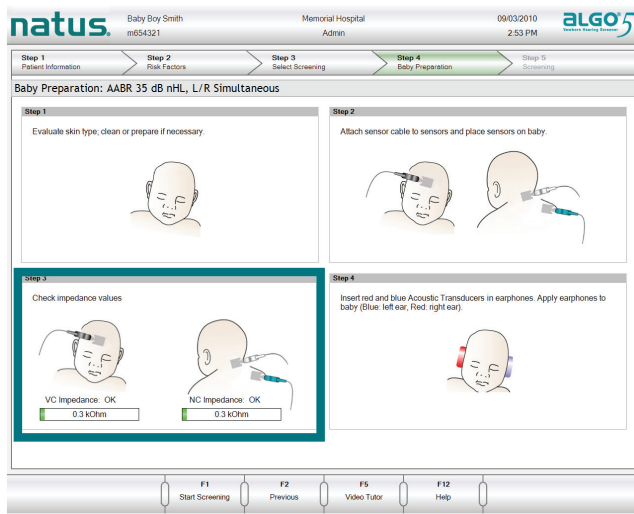 natus.
Baby Boy Smith
m654321
Memorial Hospital
Admin
09/03/2010
2:53 PM
ALGO 5
Newborn Hearing Screener
Step 1
Patient Information
Step 2
Risk Factors
Step 3
Select Screening
Step 4
Baby Preparation
Step 5
Screening
Baby Preparation: AABR 35 dB nHL, L/R Simultaneous
Step 1
Evaluate skin type; clean or prepare if necessary.
Step 2
Attach sensor cable to sensors and place sensors on baby.
Step 3
Check impedance values
VC Impedance: OK
0.3 kOhm
NC Impedance: OK
0.3 kOhm
Step 4
Insert red and blue Acoustic Transducers in earphones. Apply earphones to
baby (Blue: left ear, Red: right ear).
F1
Start Screening
F2
Previous
F5
Video Tutor
F12
Help